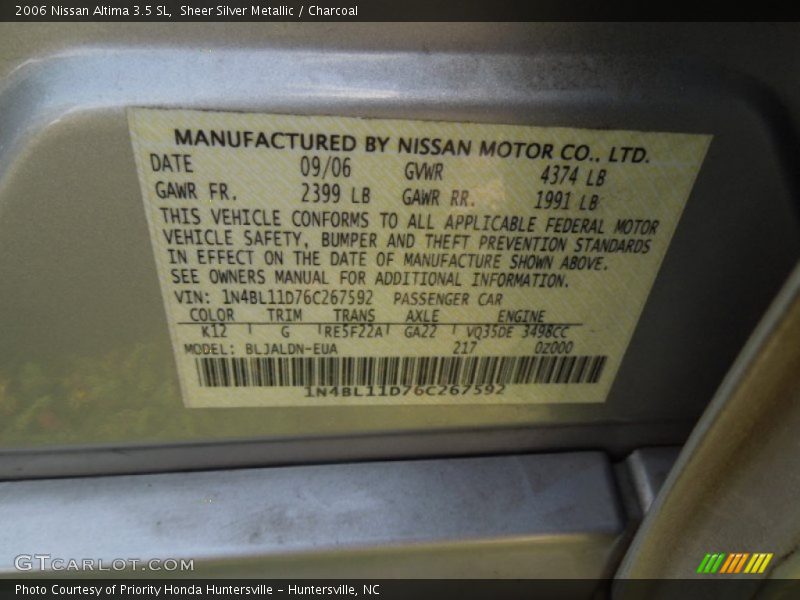 2006 Nissan Altima 3.5 SL, Sheer Silver Metallic / Charcoal
MANUFACTURED BY NISSAN MOTOR CO., LTD.
DATE 09/06 GVWR 4374 LB
GAWR FR. 2399 LB GAWR RR. 1991 LB
THIS VEHICLE CONFORMS TO ALL APPLICABLE FEDERAL MOTOR
VEHICLE SAFETY, BUMPER AND THEFT PREVENTION STANDARDS
IN EFFECT ON THE DATE OF MANUFACTURE SHOWN ABOVE.
SEE OWNERS MANUAL FOR ADDITIONAL INFORMATION.
VIN: 1N4BL11D76C267592 PASSENGER CAR
COLOR TRIM TRANS AXLE ENGINE
K12 G RE5F22A GA22 VQ35DE 3498CC
MODEL: BLJALDN-EUA 217 0Z000
1N4BL11D76C267592
GTCARLOT.COM
Photo Courtesy of Priority Honda Huntersville - Huntersville, NC